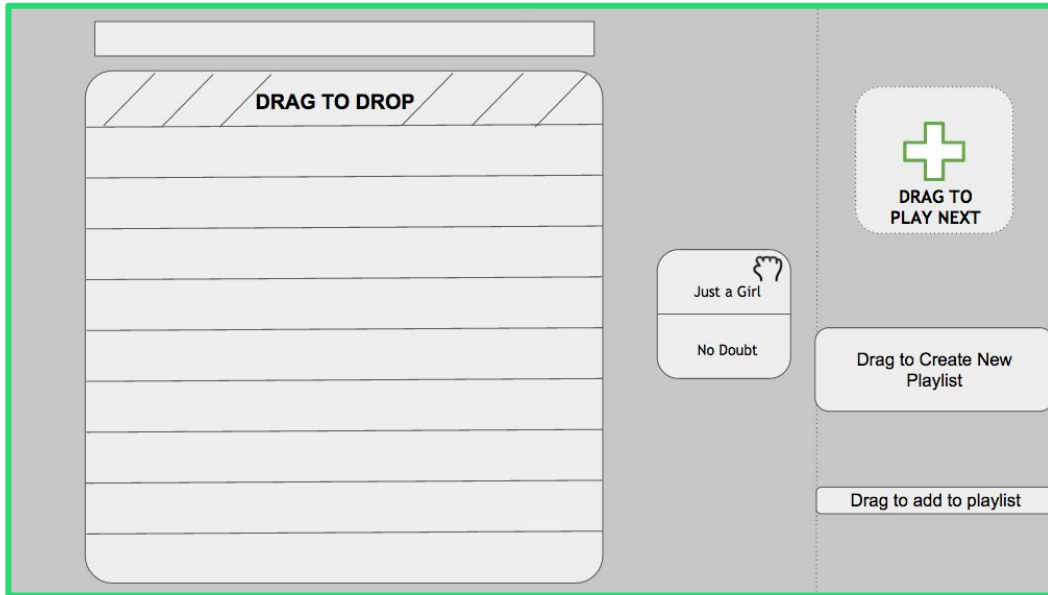 DRAG TO DROP
DRAG TO
PLAY NEXT
Just a Girl
No Doubt
Drag to Create New
Playlist
Drag to add to playlist